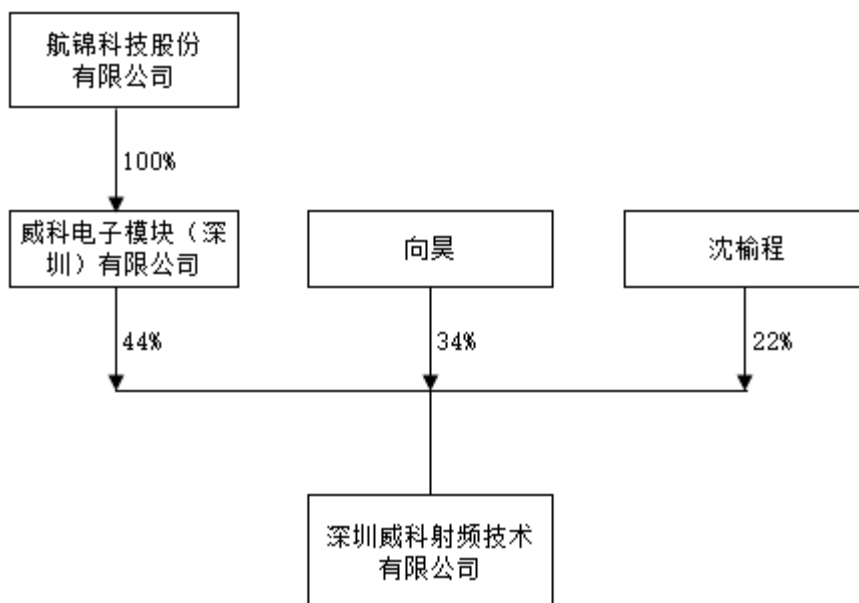 航锦科技股份
有限公司
100%
威科电子模块（深
圳）有限公司
向昊
沈榆程
44%
34%
22%
深圳威科射频技术
有限公司